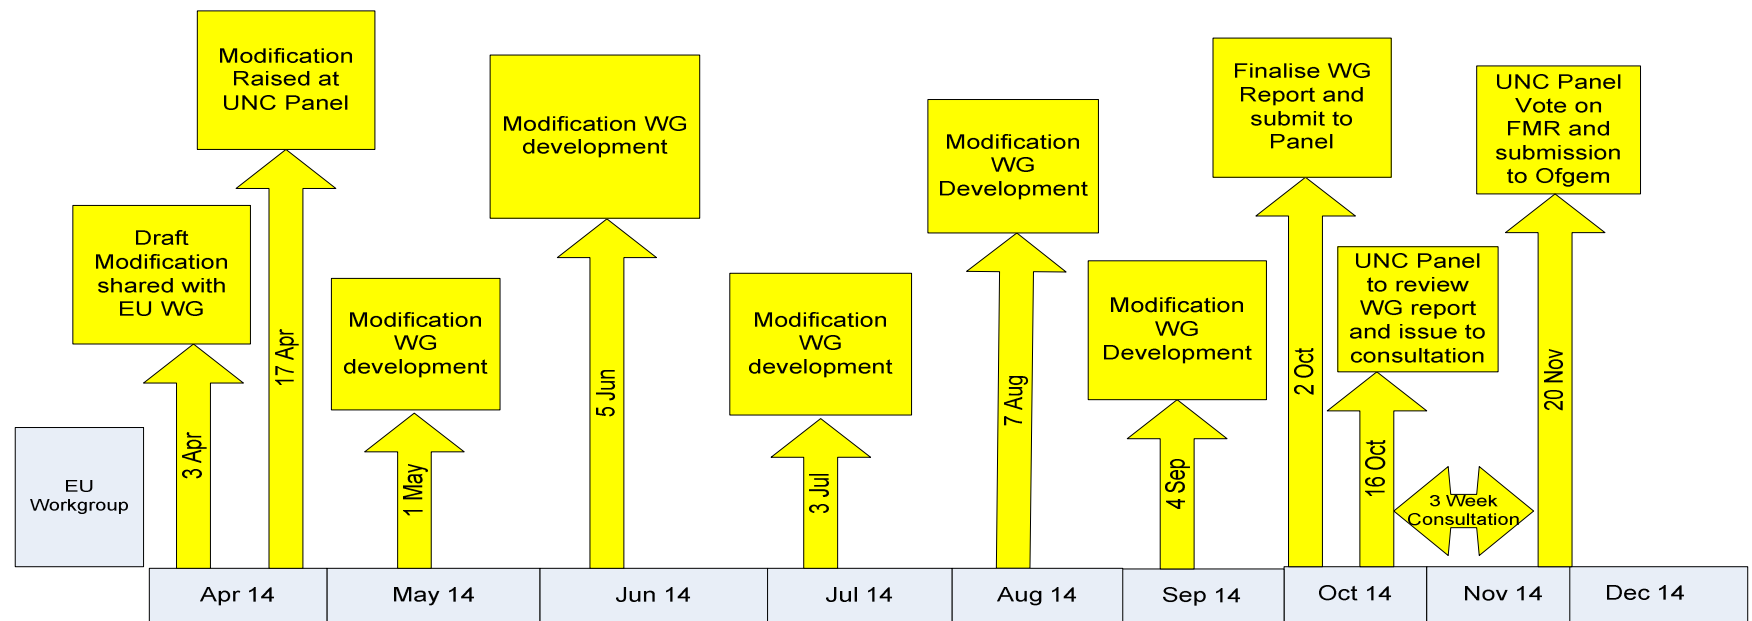 EU
Workgroup
Draft
Modification
shared with
EU WG
3 Apr
Modification
Raised at
UNC Panel
17 Apr
Modification
WG
development
1 May
Modification WG
development
5 Jun
Modification
WG
development
3 Jul
Modification
WG
Development
7 Aug
Modification
WG
Development
4 Sep
Finalise WG
Report and
submit to
Panel
2 Oct
UNC Panel
to review
WG report
and issue to
consultation
16 Oct
3 Week
Consultation
UNC Panel
Vote on
FMR and
submission
to Ofgem
20 Nov
Apr 14
May 14
Jun 14
Jul 14
Aug 14
Sep 14
Oct 14
Nov 14
Dec 14